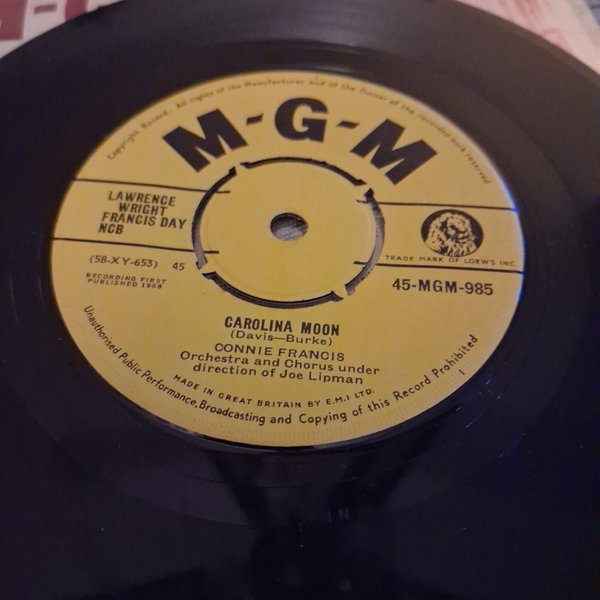 Copyright Record. All rights of the Manufacturer and of the Owner of the recorded work reserved
M-G-M
LAWRENCE
WRIGHT
FRANCIS DAY
NCB
TRADE MARK OF LOEW'S INC.
(58-XY-653) 45
RECORDING FIRST
PUBLISHED 1958
45-MGM-985
CAROLINA MOON
(Davis—Burke)
CONNIE FRANCIS
Orchestra and Chorus under
direction of Joe Lipman
MADE IN GREAT BRITAIN BY E.M.I LTD.
Unauthorised Public Performance, Broadcasting and Copying of this Record Prohibited